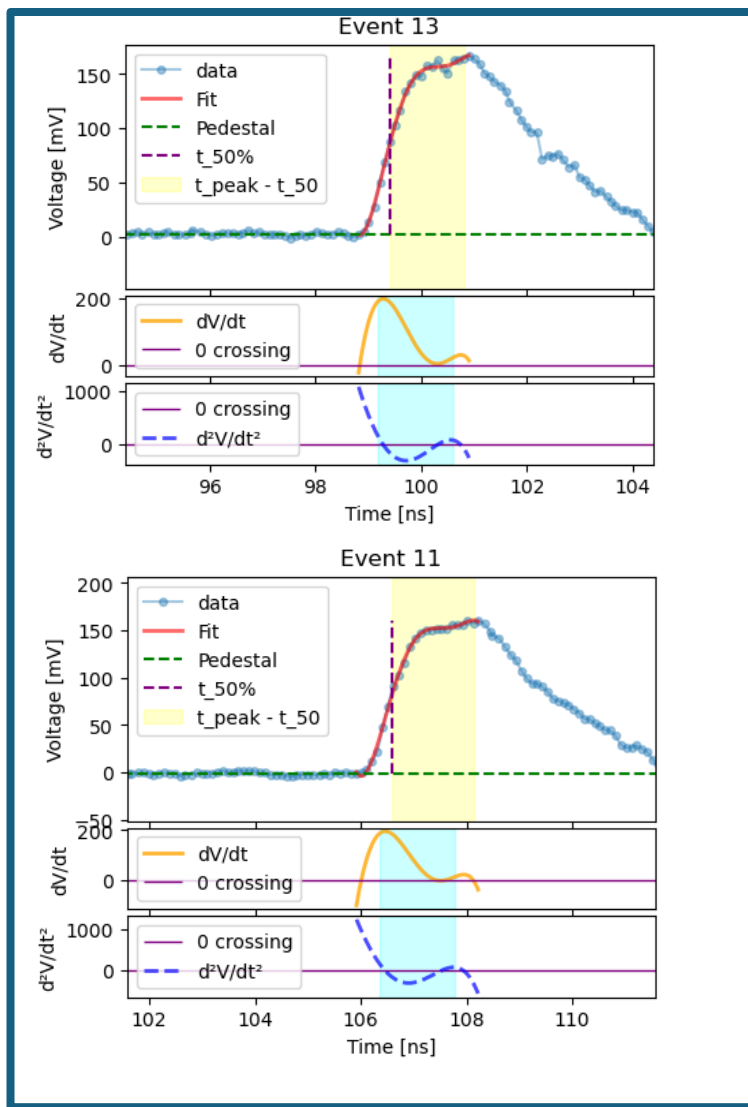 Event 13
Voltage [mV]
150
100
50
0
data
Fit
Pedestal
t_50%
t_peak - t_50
dV/dt
200
0
dV/dt
0 crossing
d²V/dt²
1000
0
0 crossing
d²V/dt²
96
98
100
102
104
Time [ns]
Event 11
Voltage [mV]
200
150
100
50
0
−50
data
Fit
Pedestal
t_50%
t_peak - t_50
dV/dt
200
0
dV/dt
0 crossing
d²V/dt²
1000
0
0 crossing
d²V/dt²
102
104
106
108
110
Time [ns]